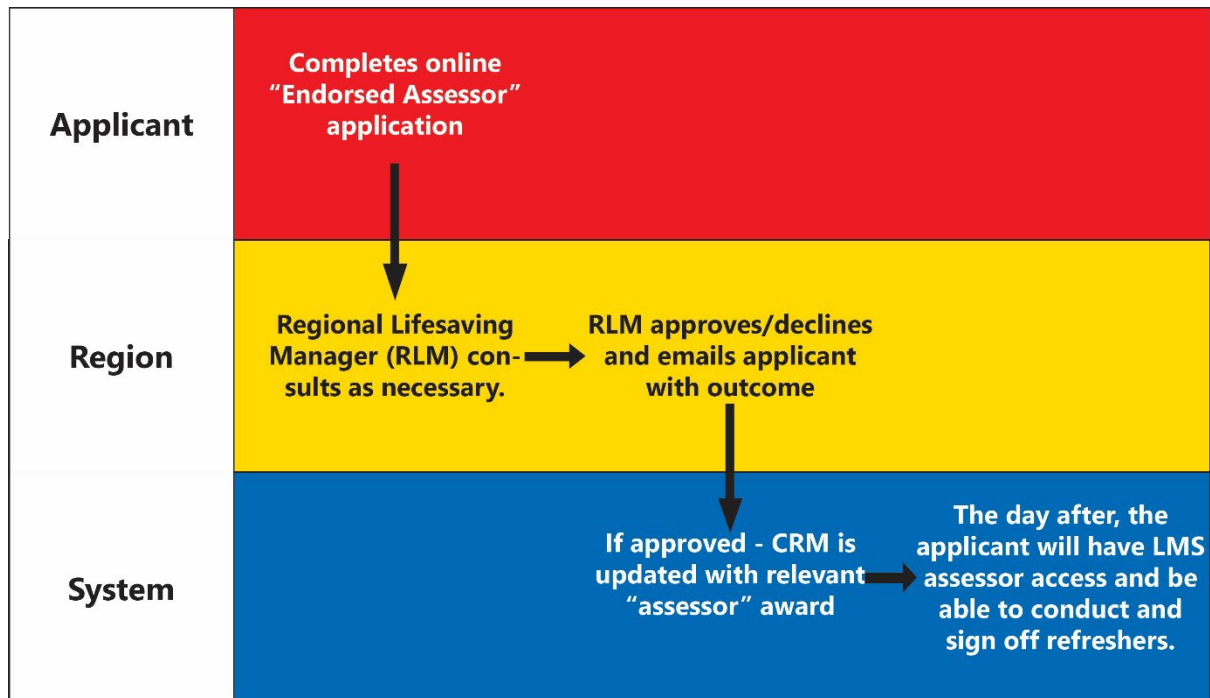 Applicant
Completes online
“Endorsed Assessor”
application
Region
Regional Lifesaving
Manager (RLM) con-
sults as necessary.
RLM approves/declines
and emails applicant
with outcome
System
If approved - CRM is
updated with relevant
“assessor” award
The day after, the
applicant will have LMS
assessor access and be
able to conduct and
sign off refreshers.